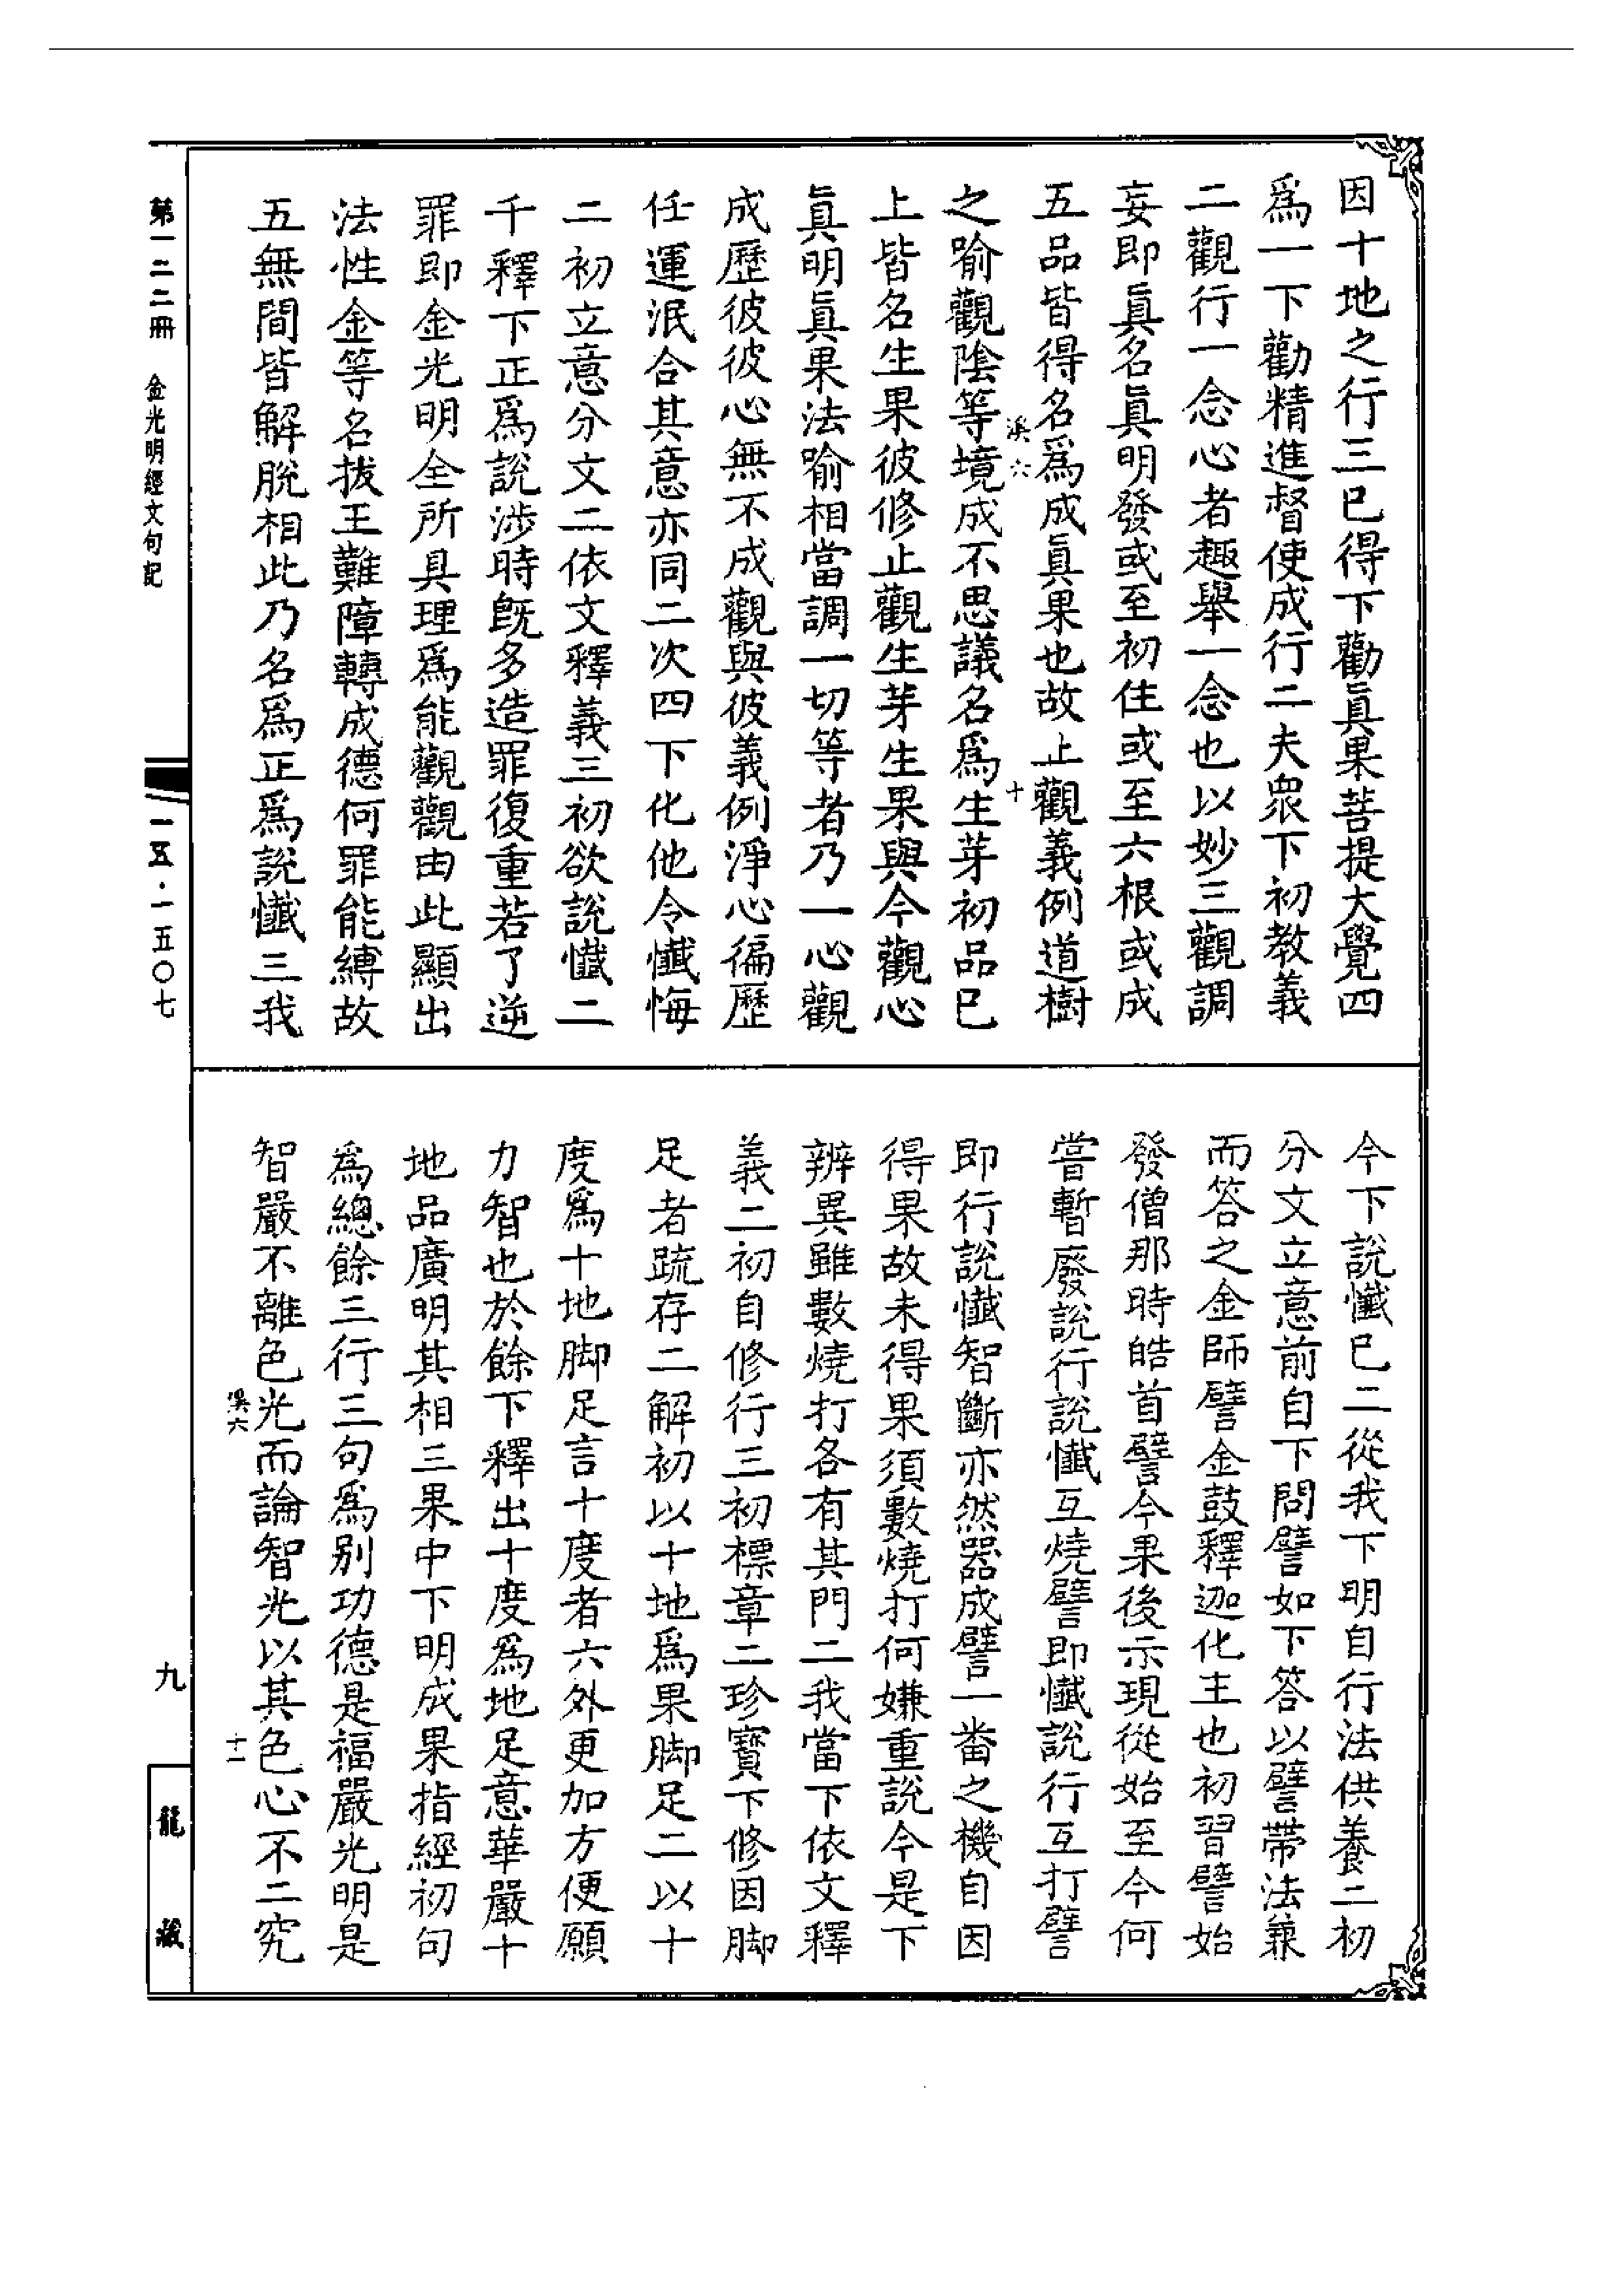 因十地之行三巳得下勸眞果菩提大覺四
爲一下勸精進督使成行二夫衆下初教義
二觀行一念心者趣舉一念也以妙三觀調
妄即眞名眞明發或至初住或至六根或成
五品皆得名爲成眞果也故止觀義例道樹
溪六
十
之喻觀陰等境成不思議名爲生芽初品巳
上皆名生果彼修止觀生芽生果與今觀心
眞明眞果法喻相當調一切等者乃一心觀
成歷彼彼心無不成觀與彼義例淨心徧歷
任運泯合其意亦同二次四下化他令懺悔
二初立意分文二依文釋義三初欲說懺二
千釋下正爲說涉時旣多造罪復重若了逆
罪即金光明全所具理爲能觀觀由此顯出
法性金等名拔王難障轉成德何罪能縛故
五無間皆解脫相此乃名爲正爲說懺三我
今下說懺巳二從我下明自行法供養二初
分文立意前自下問譬如下答以譬帶法兼
而答之金師譬金鼓釋迦化王也初習譬始
發僧那時皓首譬今果後示現從始至今何
嘗暫廢說行說懺互燒譬即懺說行互打譬
即行說懺智斷亦然器成譬一畨之機自因
得果故未得果須數燒打何嫌重說今是下
辨異雖數燒打各有其門二我當下依文釋
義二初自修行三初標章二珍寶下修因脚
足者䟽存二解初以十地爲果脚足二以十
度爲十地脚足言十度者六外更加方便願
力智也於餘下釋出十度爲地足意華嚴十
地品廣明其相三果中下明成果指經初句
爲總餘三行三句爲別功德是福嚴光明是
智嚴不離色光而論智光以其色心不二究
溪六
十一
第一二二冊
金光明經文句記
一五·一五〇七
九
龍藏